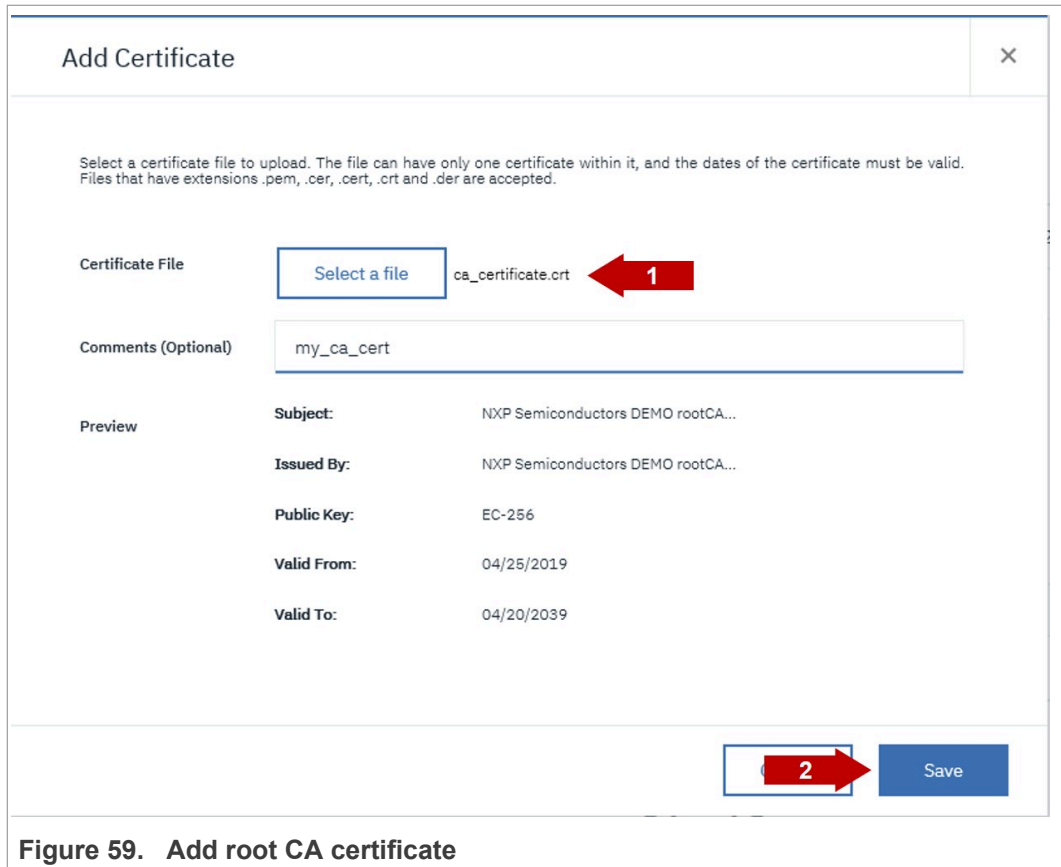 Add Certificate
Select a certificate file to upload. The file can have only one certificate within it, and the dates of the certificate must be valid.
Files that have extensions .pem, .cer, .cert, .crt and .der are accepted.
Certificate File
Select a file
ca_certificate.crt
1
Comments (Optional)
my_ca_cert
Preview
Subject:
NXP Semiconductors DEMO rootCA...
Issued By:
NXP Semiconductors DEMO rootCA...
Public Key:
EC-256
Valid From:
04/25/2019
Valid To:
04/20/2039
2
Save
Figure 59. Add root CA certificate